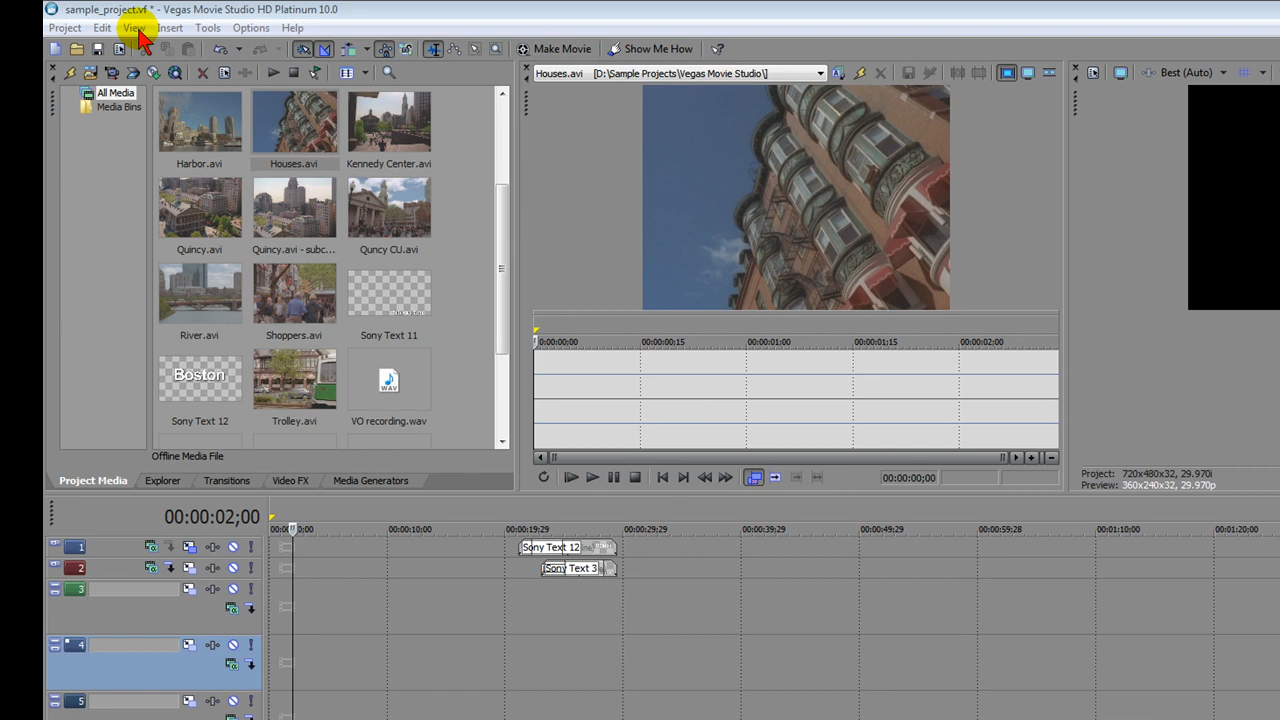 sample_project.vf * - Vegas Movie Studio HD Platinum 10.0
Project Edit View Insert Tools Options Help
Make Movie Show Me How
Houses.avi [D:\Sample Projects\Vegas Movie Studio\]
Best (Auto)
All Media
Media Bins
Harbor.avi Houses.avi Kennedy Center.avi
Quincy.avi Quincy.avi - subc... Quncy CU.avi
River.avi Shoppers.avi Sony Text 11
Boston
WAV
Sony Text 12 Trolley.avi VO recording.wav
Offline Media File
Project Media Explorer Transitions Video FX Media Generators
0:00:00;00 00:00:00;15 00:00:01;00 00:00:01;15 00:00:02;00
00:00:00;00
Project: 720x480x32, 29.970i
Preview: 360x240x32, 29.970p
00:00:02;00
00:00:10;00 00:00:19;29 00:00:29;29 00:00:39;29 00:00:49;29 00:00:59;28 00:01:10;00 00:01:20;00
1 Sony Text 12
2 Sony Text 3
3
4
5